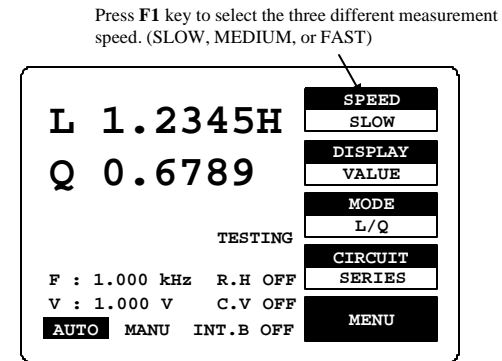 Press F1 key to select the three different measurement
speed. (SLOW, MEDIUM, or FAST)
L 1.2345H
Q 0.6789
TESTING
F : 1.000 kHz R.H OFF
V : 1.000 V C.V OFF
AUTO MANU INT.B OFF
SPEED
SLOW
DISPLAY
VALUE
MODE
L/Q
CIRCUIT
SERIES
MENU